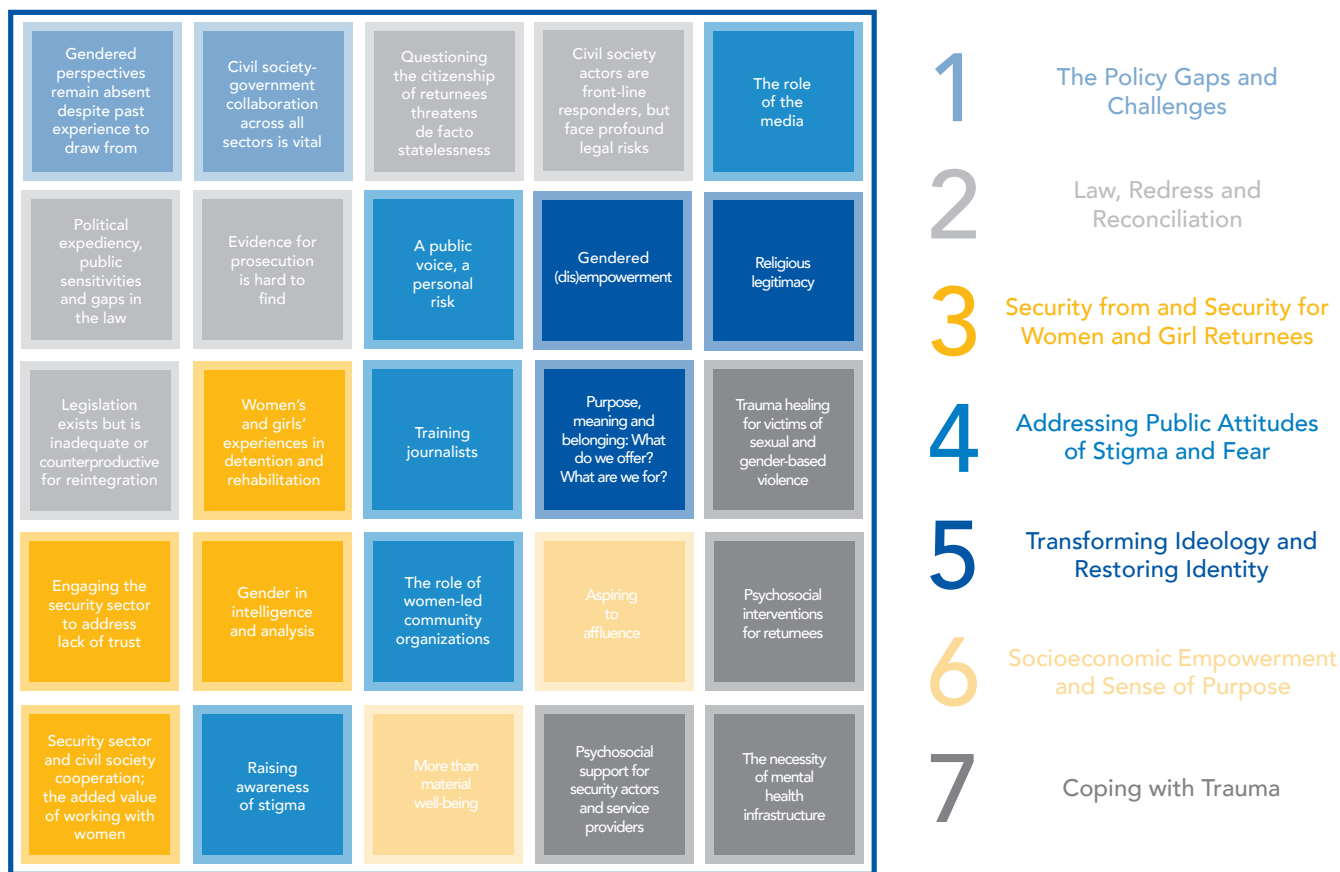 Gendered
perspectives
remain absent
despite past
experience to
draw from
Civil society-
government
collaboration
across all
sectors is vital
Questioning
the citizenship
of returnees
threatens
de facto
statelessness
Civil society
actors are
front-line
responders, but
face profound
legal risks
The role
of the
media
Political
expediency,
public
sensitivities
and gaps in
the law
Evidence for
prosecution
is hard to
find
A public
voice, a
personal
risk
Gendered
(dis)empowerment
Religious
legitimacy
Legislation
exists but is
inadequate or
counterproductive
for reintegration
Women's
and girls'
experiences in
detention and
rehabilitation
Training
journalists
Purpose,
meaning and
belonging: What
do we offer?
What are we for?
Trauma healing
for victims of
sexual and
gender-based
violence
Engaging the
security sector
to address
lack of trust
Gender in
intelligence
and analysis
The role of
women-led
community
organizations
Aspiring
to
affluence
Psychosocial
interventions
for returnees
Security sector
and civil society
cooperation;
the added value
of working with
women
Raising
awareness
of stigma
More than
material
well-being
Psychosocial
support for
security actors
and service
providers
The necessity
of mental
health
infrastructure
1
The Policy Gaps and
Challenges
2
Law, Redress and
Reconciliation
3
Security from and Security for
Women and Girl Returnees
4
Addressing Public Attitudes
of Stigma and Fear
5
Transforming Ideology and
Restoring Identity
6
Socioeconomic Empowerment
and Sense of Purpose
7
Coping with Trauma